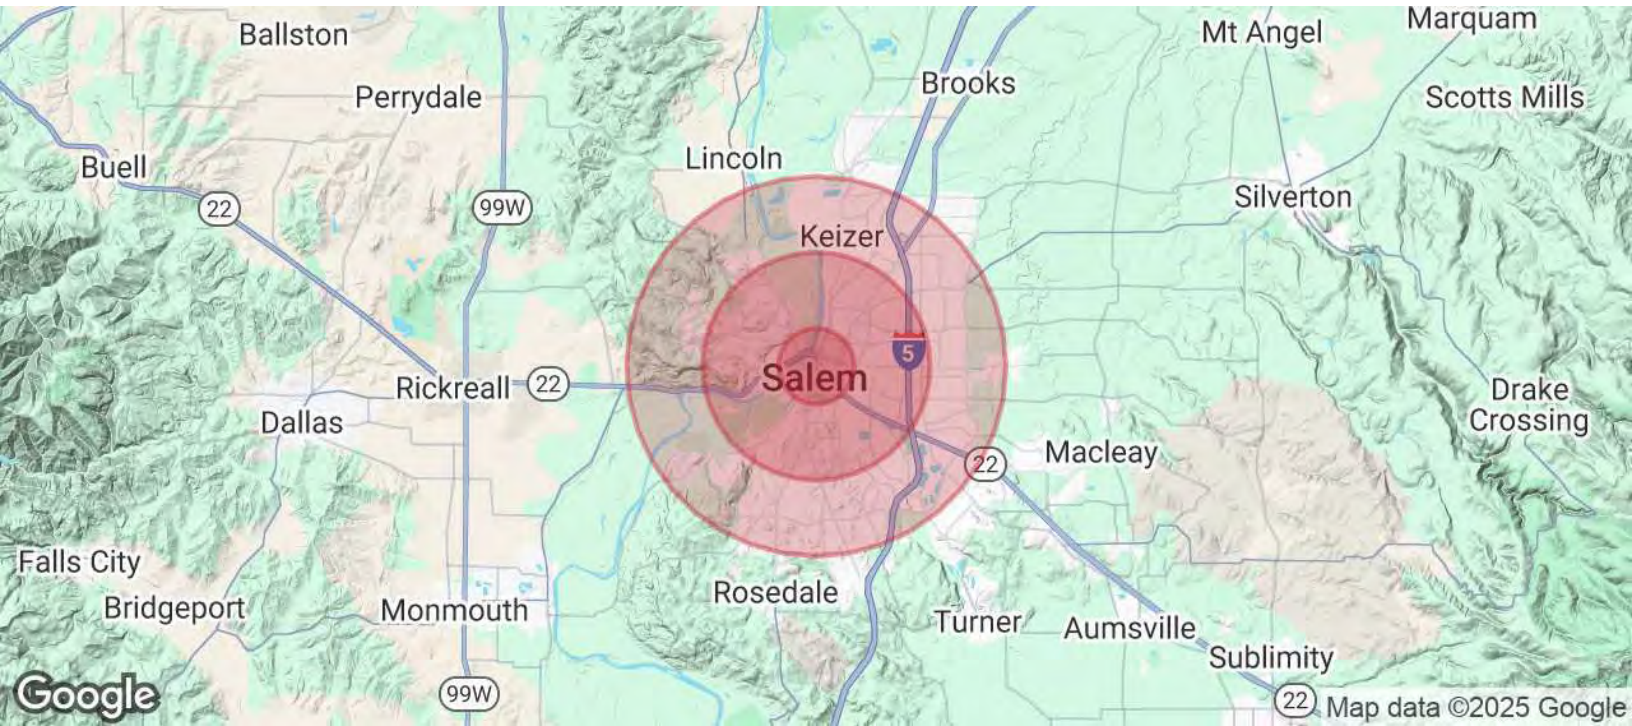 Ballston
Mt Angel
Marquam
Perrydale
Brooks
Scotts Mills
Buell
Lincoln
Silverton
22
99W
Keizer
5
Salem
Rickreall
22
Dallas
Drake
Crossing
Macleay
22
Falls City
Bridgeport
Monmouth
Rosedale
Turner
Aumsville
Sublimity
Google
99W
22
Map data ©2025 Google